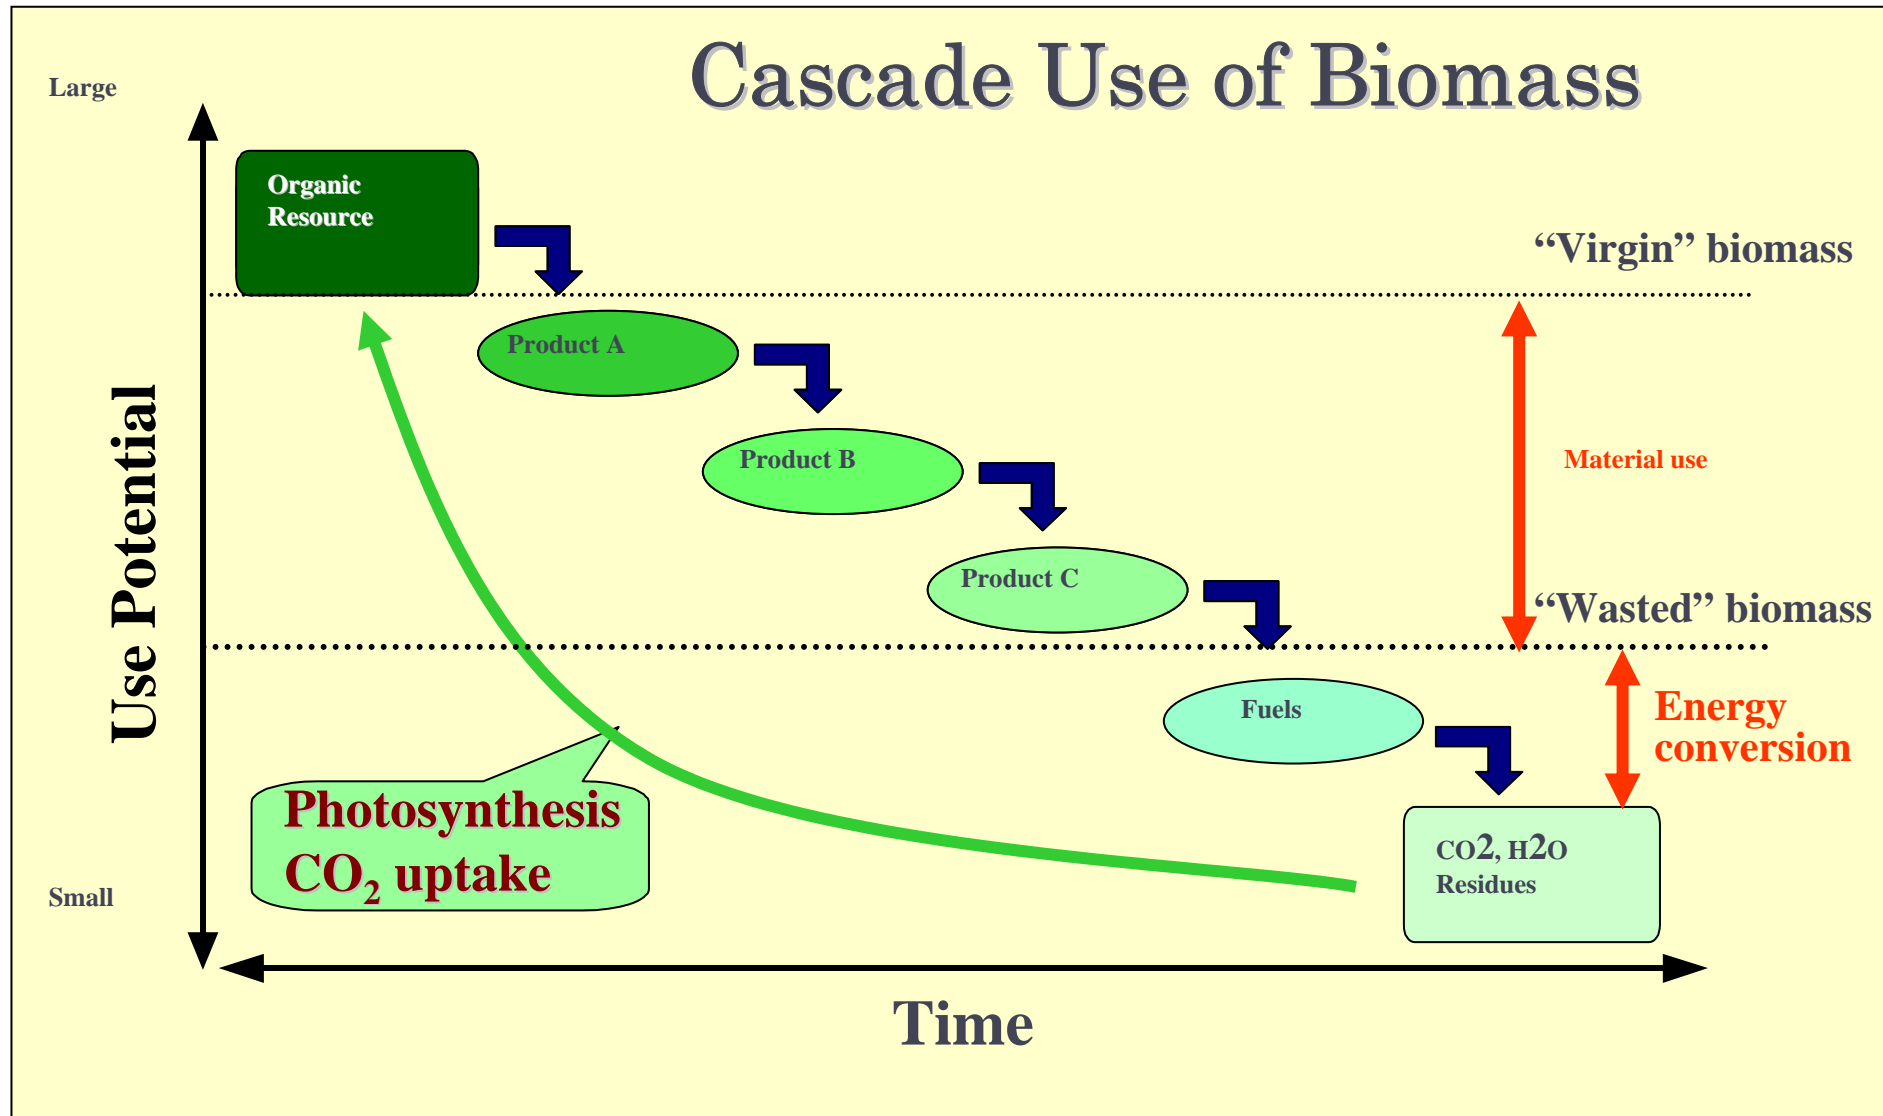 Cascade Use of Biomass
Large
Organic
Resource
“Virgin” biomass
Product A
Product B
Material use
Product C
“Wasted” biomass
Use Potential
Fuels
Energy
conversion
Photosynthesis
CO₂ uptake
CO2, H2O
Residues
Small
Time